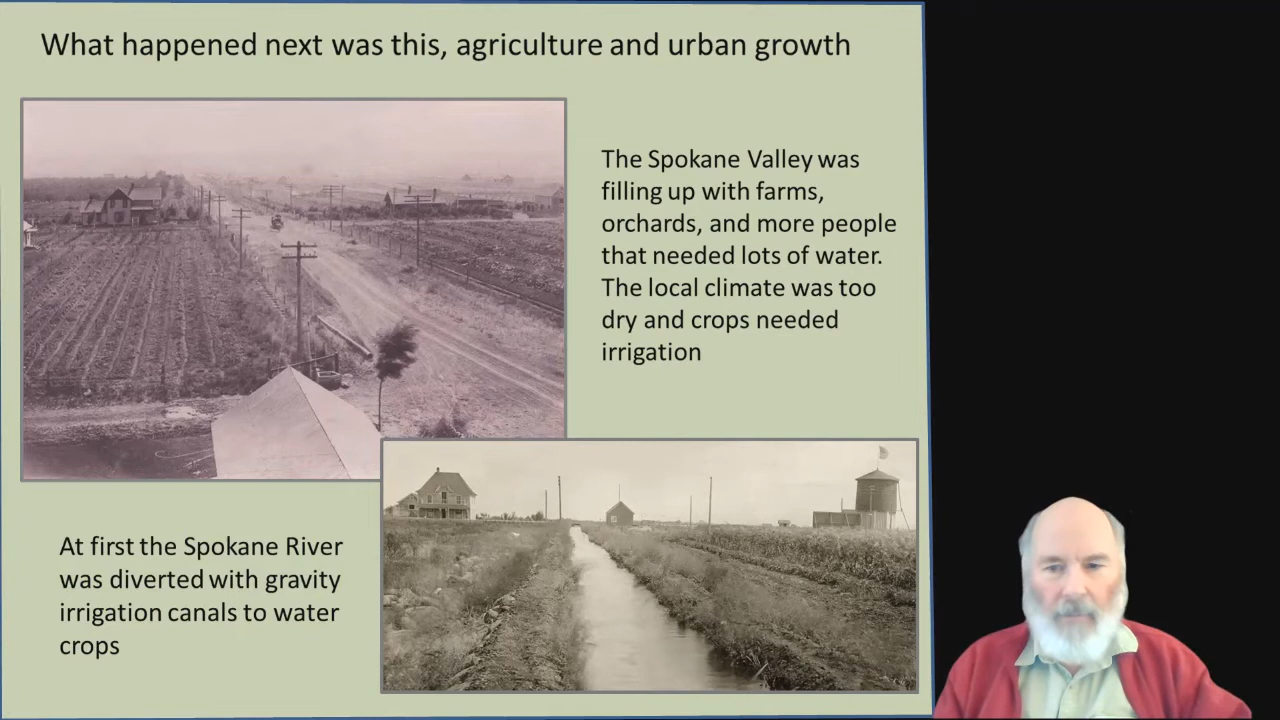 What happened next was this, agriculture and urban growth
The Spokane Valley was
filling up with farms,
orchards, and more people
that needed lots of water.
The local climate was too
dry and crops needed
irrigation
At first the Spokane River
was diverted with gravity
irrigation canals to water
crops